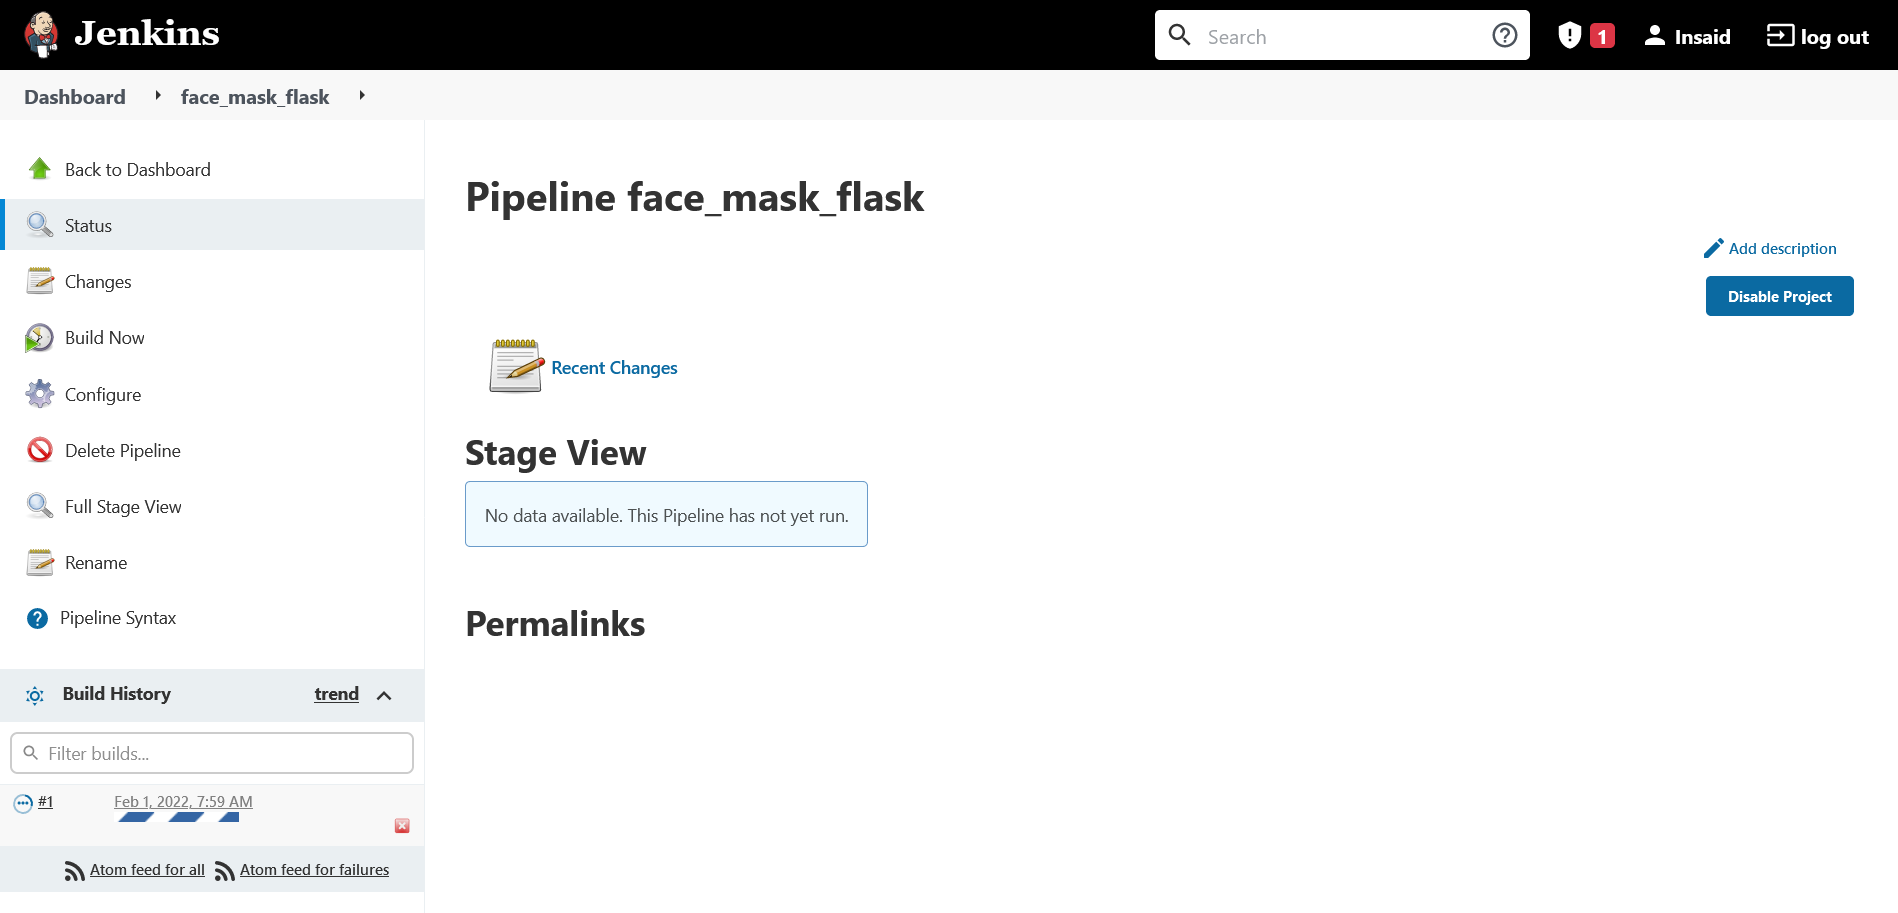 Jenkins
Search
1
Insaid
log out
Dashboard
face_mask_flask
Back to Dashboard
Status
Changes
Build Now
Configure
Delete Pipeline
Full Stage View
Rename
Pipeline Syntax
Build History
trend
Filter builds...
#1
Feb 1, 2022, 7:59 AM
Atom feed for all
Atom feed for failures
Pipeline face_mask_flask
Add description
Disable Project
Recent Changes
Stage View
No data available. This Pipeline has not yet run.
Permalinks